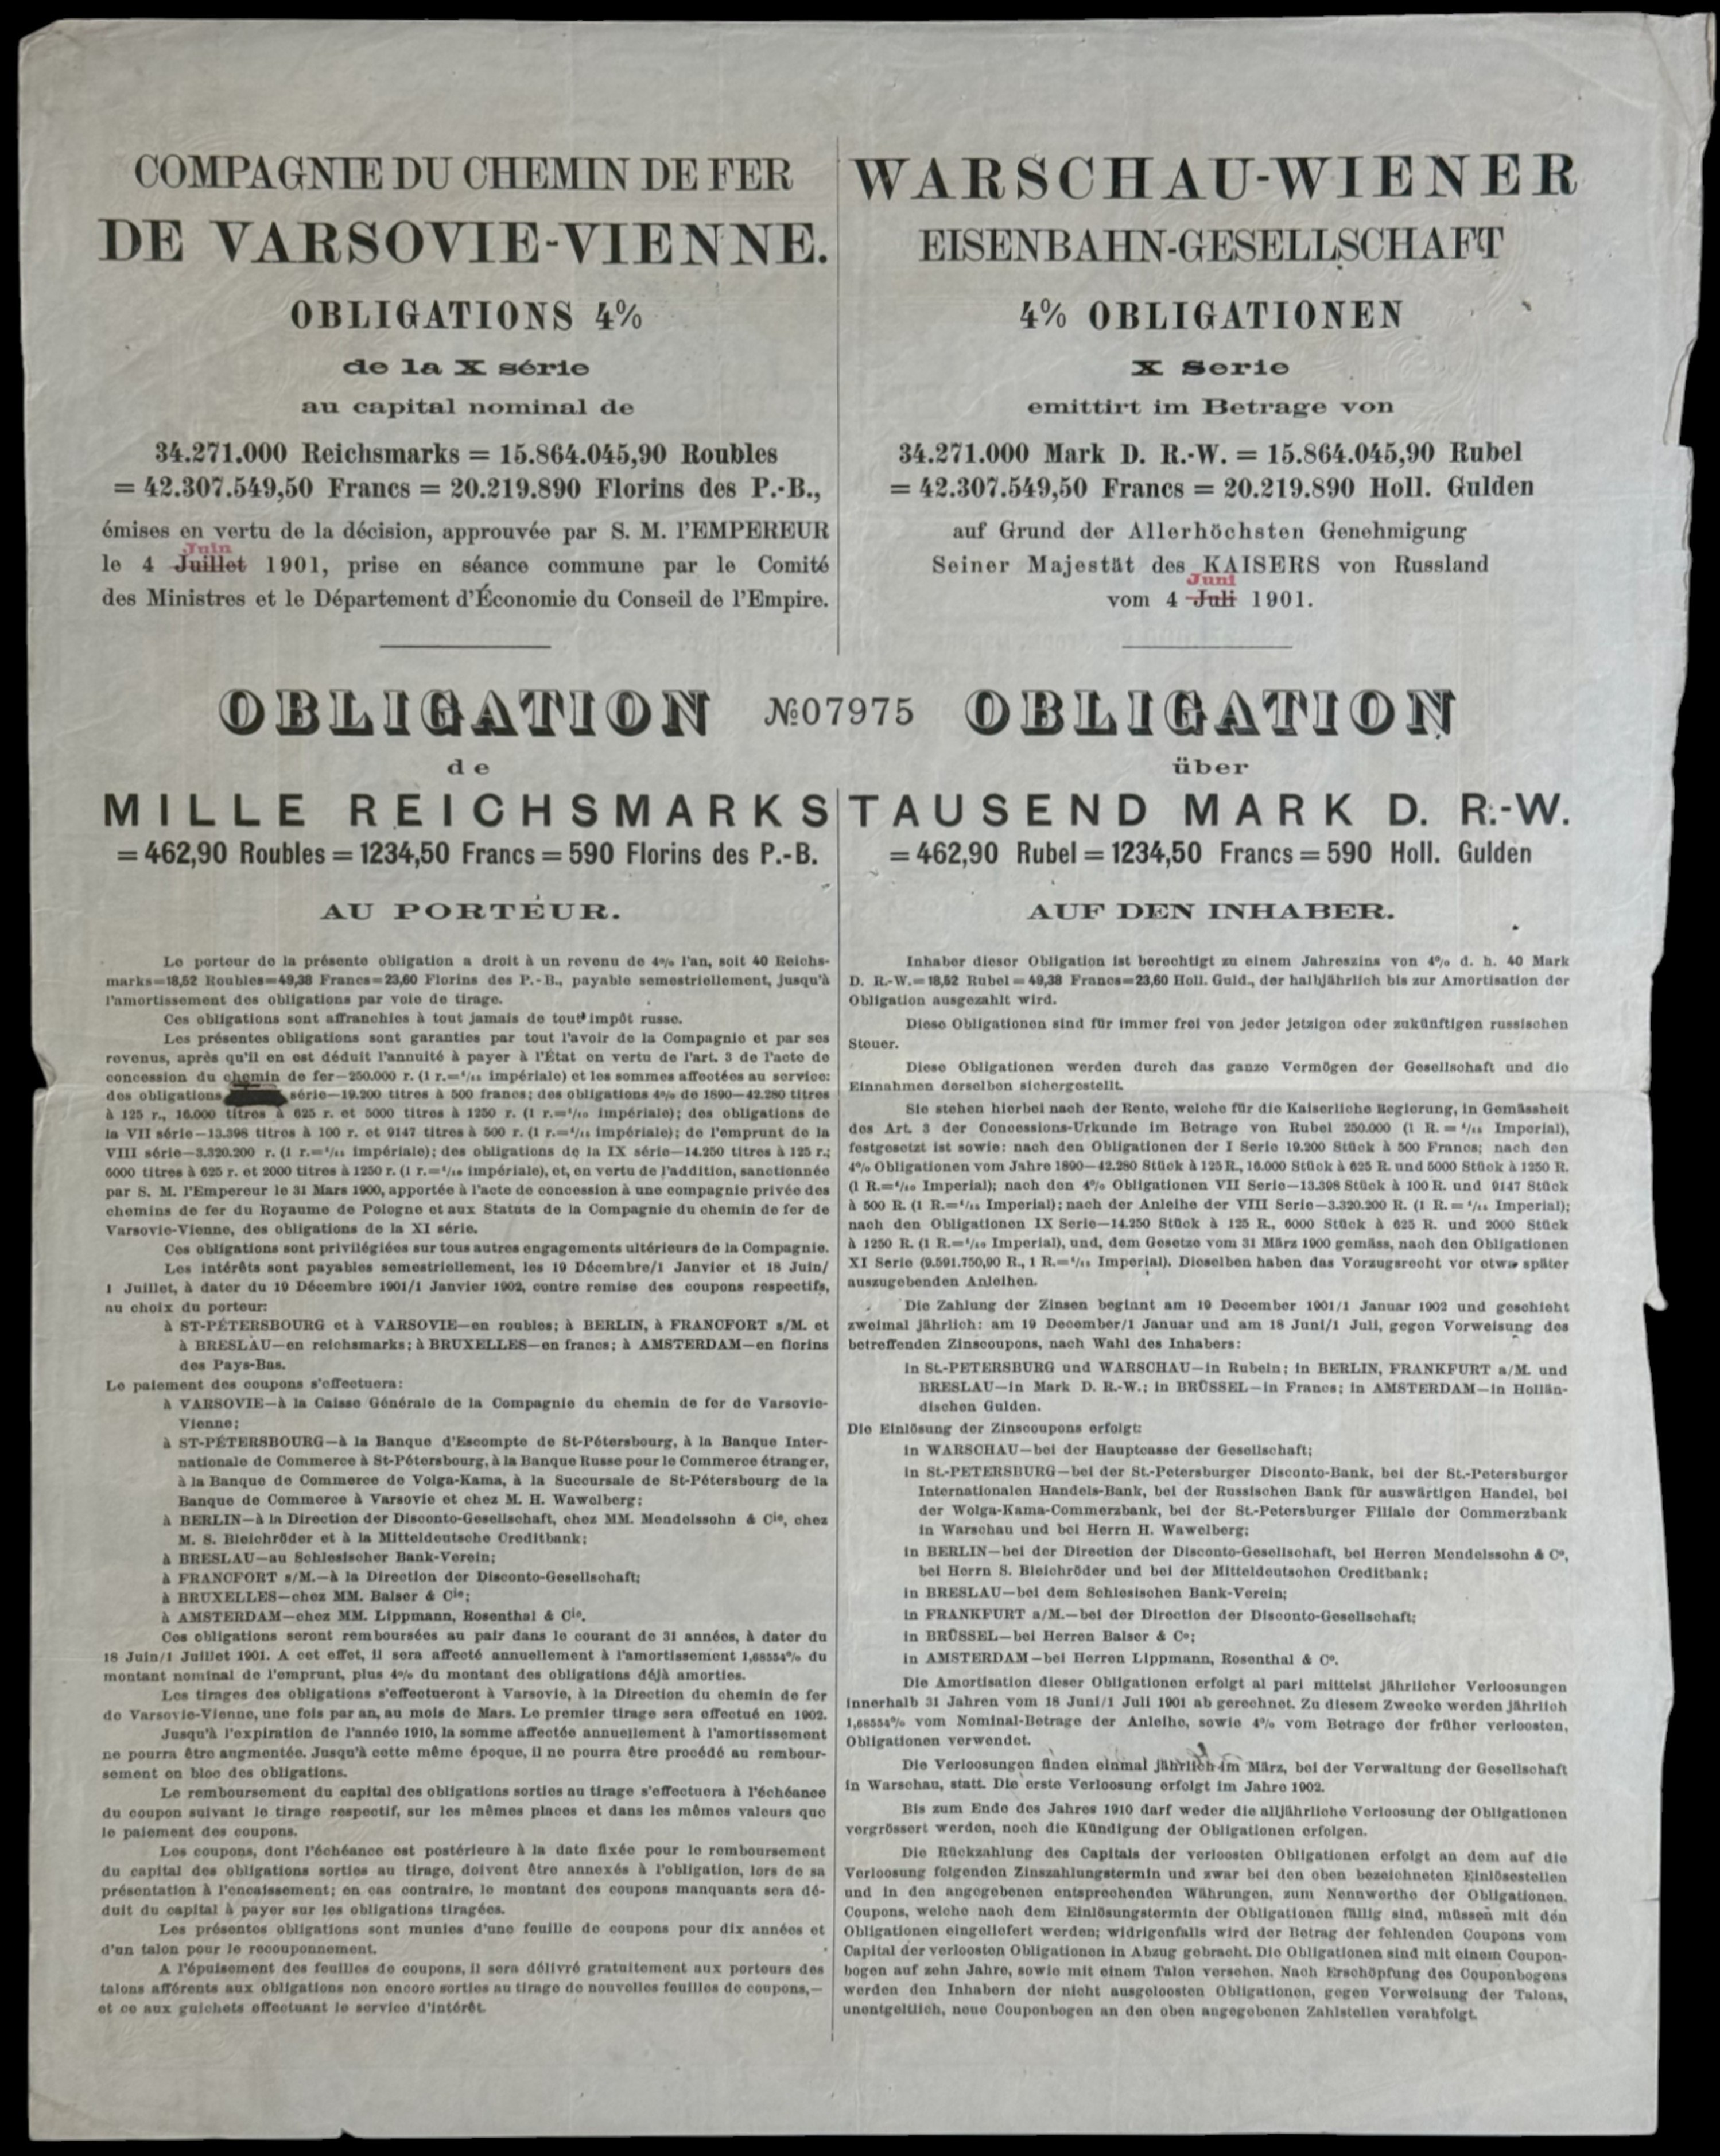 COMPAGNIE DU CHEMIN DE FER
DE VARSOVIE-VIENNE.
OBLIGATIONS 4%
de la X série
au capital nominal de
34.271.000 Reichsmarks = 15.864.045,90 Roubles
= 42.307.549,50 Francs = 20.219.890 Florins des P.-B.,
émises en vertu de la décision, approuvée par S. M. l'EMPEREUR
Juin
le 4 Juillet 1901, prise en séance commune par le Comité
des Ministres et le Département d'Économie du Conseil de l'Empire.
WARSCHAU-WIENER
EISENBAHN-GESELLSCHAFT
4% OBLIGATIONEN
X Serie
emittirt im Betrage von
34.271.000 Mark D. R.-W. = 15.864.045,90 Rubel
= 42.307.549,50 Francs = 20.219.890 Holl. Gulden
auf Grund der Allerhöchsten Genehmigung
Seiner Majestät des KAISERS von Russland
Juni
vom 4 Juli 1901.
OBLIGATION №07975 OBLIGATION
de
MILLE REICHSMARKS
= 462,90 Roubles = 1234,50 Francs = 590 Florins des P.-B.
AU PORTEUR.
Le porteur de la présente obligation a droit à un revenu de 4% l'an, soit 40 Reichs-
marks=18,52 Roubles=49,38 Francs=23,60 Florins des P.-B., payable semestriellement, jusqu'à
l'amortissement des obligations par voie de tirage.
Ces obligations sont affranchies à tout jamais de tout impôt russe.
Les présentes obligations sont garanties par tout l'avoir de la Compagnie et par ses
revenus, après qu'il en est déduit l'annuité à payer à l'État en vertu de l'art. 3 de l'acte de
concession du chemin de fer—250.000 r. (1 r.=¹/₁₅ impériale) et les sommes affectées au service:
des obligations série—19.200 titres à 500 francs; des obligations 4% de 1890—42.280 titres
à 125 r., 16.000 titres à 625 r. et 5000 titres à 1250 r. (1 r.=¹/₁₀ impériale); des obligations de
la VII série—13.398 titres à 100 r. et 9147 titres à 500 r. (1 r.=¹/₁₅ impériale); de l'emprunt de la
VIII série—3.320.200 r. (1 r.=¹/₁₅ impériale); des obligations de la IX série—14.250 titres à 125 r.;
6000 titres à 625 r. et 2000 titres à 1250 r. (1 r.=¹/₁₀ impériale), et, en vertu de l'addition, sanctionnée
par S. M. l'Empereur le 31 Mars 1900, apportée à l'acte de concession à une compagnie privée des
chemins de fer du Royaume de Pologne et aux Statuts de la Compagnie du chemin de fer de
Varsovie-Vienne, des obligations de la XI série.
Ces obligations sont privilégiées sur tous autres engagements ultérieurs de la Compagnie.
Les intérêts sont payables semestriellement, les 19 Décembre/1 Janvier et 18 Juin/
1 Juillet, à dater du 19 Décembre 1901/1 Janvier 1902, contre remise des coupons respectifs,
au choix du porteur:
à ST-PÉTERSBOURG et à VARSOVIE—en roubles; à BERLIN, à FRANCFORT s/M. et
à BRESLAU—en reichsmarks; à BRUXELLES—en francs; à AMSTERDAM—en florins
des Pays-Bas.
Le paiement des coupons s'effectuera:
à VARSOVIE—à la Caisse Générale de la Compagnie du chemin de fer de Varsovie-
Vienne;
à ST-PÉTERSBOURG—à la Banque d'Escompte de St-Pétersbourg, à la Banque Inter-
nationale de Commerce à St-Pétersbourg, à la Banque Russe pour le Commerce étranger,
à la Banque de Commerce de Volga-Kama, à la Succursale de St-Pétersbourg de la
Banque de Commerce à Varsovie et chez M. H. Wawelberg;
à BERLIN—à la Direction der Disconto-Gesellschaft, chez MM. Mendelssohn & Cie, chez
M. S. Bleichröder et à la Mitteldeutsche Creditbank;
à BRESLAU—au Schlesischer Bank-Verein;
à FRANCFORT s/M.—à la Direction der Disconto-Gesellschaft;
à BRUXELLES—chez MM. Balser & Cie;
à AMSTERDAM—chez MM. Lippmann, Rosenthal & Cie.
Ces obligations seront remboursées au pair dans le courant de 31 années, à dater du
18 Juin/1 Juillet 1901. A cet effet, il sera affecté annuellement à l'amortissement 1,68554% du
montant nominal de l'emprunt, plus 4% du montant des obligations déjà amorties.
Les tirages des obligations s'effectueront à Varsovie, à la Direction du chemin de fer
de Varsovie-Vienne, une fois par an, au mois de Mars. Le premier tirage sera effectué en 1902.
Jusqu'à l'expiration de l'année 1910, la somme affectée annuellement à l'amortissement
ne pourra être augmentée. Jusqu'à cette même époque, il ne pourra être procédé au rembour-
sement en bloc des obligations.
Le remboursement du capital des obligations sorties au tirage s'effectuera à l'échéance
du coupon suivant le tirage respectif, sur les mêmes places et dans les mêmes valeurs que
le paiement des coupons.
Les coupons, dont l'échéance est postérieure à la date fixée pour le remboursement
du capital des obligations sorties au tirage, doivent être annexés à l'obligation, lors de sa
présentation à l'encaissement; en cas contraire, le montant des coupons manquants sera dé-
duit du capital à payer sur les obligations tiragées.
Les présentes obligations sont munies d'une feuille de coupons pour dix années et
d'un talon pour le recouponnement.
A l'épuisement des feuilles de coupons, il sera délivré gratuitement aux porteurs des
talons afférents aux obligations non encore sorties au tirage de nouvelles feuilles de coupons,—
et ce aux guichets effectuant le service d'intérêt.
über
TAUSEND MARK D. R.-W.
= 462,90 Rubel = 1234,50 Francs = 590 Holl. Gulden
AUF DEN INHABER.
Inhaber dieser Obligation ist berechtigt zu einem Jahreszins von 4% d. h. 40 Mark
D. R.-W.=18,52 Rubel=49,38 Francs=23,60 Holl. Guld., der halbjährlich bis zur Amortisation der
Obligation ausgezahlt wird.
Diese Obligationen sind für immer frei von jeder jetzigen oder zukünftigen russischen
Steuer.
Diese Obligationen werden durch das ganze Vermögen der Gesellschaft und die
Einnahmen derselben sichergestellt.
Sie stehen hierbei nach der Rente, welche für die Kaiserliche Regierung, in Gemässheit
des Art. 3 der Concessions-Urkunde im Betrage von Rubel 250.000 (1 R. = ¹/₁₅ Imperial),
festgesetzt ist sowie: nach den Obligationen der I Serie 19.200 Stück à 500 Francs; nach den
4% Obligationen vom Jahre 1890—42.280 Stück à 125 R., 16.000 Stück à 625 R. und 5000 Stück à 1250 R.
(1 R.=¹/₁₀ Imperial); nach den 4% Obligationen VII Serie—13.398 Stück à 100 R. und 9147 Stück
à 500 R. (1 R.=¹/₁₅ Imperial); nach der Anleihe der VIII Serie—3.320.200 R. (1 R. = ¹/₁₅ Imperial);
nach den Obligationen IX Serie—14.250 Stück à 125 R., 6000 Stück à 625 R. und 2000 Stück
à 1250 R. (1 R.=¹/₁₀ Imperial), und, dem Gesetze vom 31 März 1900 gemäss, nach den Obligationen
XI Serie (9.591.750,90 R., 1 R.=¹/₁₅ Imperial). Dieselben haben das Vorzugsrecht vor etwa später
auszugebenden Anleihen.
Die Zahlung der Zinsen beginnt am 19 December 1901/1 Januar 1902 und geschieht
zweimal jährlich: am 19 December/1 Januar und am 18 Juni/1 Juli, gegen Vorweisung des
betreffenden Zinscoupons, nach Wahl des Inhabers:
in St.-PETERSBURG und WARSCHAU—in Rubeln; in BERLIN, FRANKFURT a/M. und
BRESLAU—in Mark D. R.-W.; in BRÜSSEL—in Francs; in AMSTERDAM—in Hollän-
dischen Gulden.
Die Einlösung der Zinscoupons erfolgt:
in WARSCHAU—bei der Hauptcasse der Gesellschaft;
in St.-PETERSBURG—bei der St.-Petersburger Disconto-Bank, bei der St.-Petersburger
Internationalen Handels-Bank, bei der Russischen Bank für auswärtigen Handel, bei
der Wolga-Kama-Commerzbank, bei der St.-Petersburger Filiale der Commerzbank
in Warschau und bei Herrn H. Wawelberg;
in BERLIN—bei der Direction der Disconto-Gesellschaft, bei Herren Mendelssohn & Co,
bei Herrn S. Bleichröder und bei der Mitteldeutschen Creditbank;
in BRESLAU—bei dem Schlesischen Bank-Verein;
in FRANKFURT a/M.—bei der Direction der Disconto-Gesellschaft;
in BRÜSSEL—bei Herren Balser & Co;
in AMSTERDAM—bei Herren Lippmann, Rosenthal & Co.
Die Amortisation dieser Obligationen erfolgt al pari mittelst jährlicher Verloosungen
innerhalb 31 Jahren vom 18 Juni/1 Juli 1901 ab gerechnet. Zu diesem Zwecke werden jährlich
1,68554% vom Nominal-Betrage der Anleihe, sowie 4% vom Betrage der früher verloosten,
Obligationen verwendet.
Die Verloosungen finden einmal jährlich im März, bei der Verwaltung der Gesellschaft
in Warschau, statt. Die erste Verloosung erfolgt im Jahre 1902.
Bis zum Ende des Jahres 1910 darf weder die alljährliche Verloosung der Obligationen
vergrössert werden, noch die Kündigung der Obligationen erfolgen.
Die Rückzahlung des Capitals der verloosten Obligationen erfolgt an dem auf die
Verloosung folgenden Zinszahlungstermin und zwar bei den oben bezeichneten Einlösestellen
und in den angegebenen entsprechenden Währungen, zum Nennwerthe der Obligationen.
Coupons, welche nach dem Einlösungstermin der Obligationen fällig sind, müssen mit den
Obligationen eingeliefert werden; widrigenfalls wird der Betrag der fehlenden Coupons vom
Capital der verloosten Obligationen in Abzug gebracht. Die Obligationen sind mit einem Coupon-
bogen auf zehn Jahre, sowie mit einem Talon versehen. Nach Erschöpfung des Couponbogens
werden den Inhabern der nicht ausgeloosten Obligationen, gegen Vorweisung der Talons,
unentgeltlich, neue Couponbogen an den oben angegebenen Zahlstellen verabfolgt.